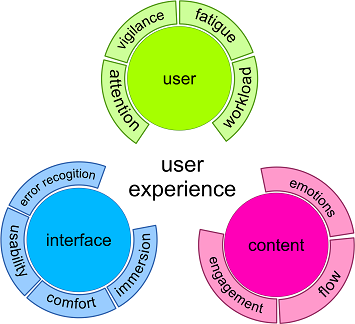 vigilance
fatigue
attention
workload
user
user
experience
error recogition
usability
comfort
immersion
interface
emotions
engagement
flow
content